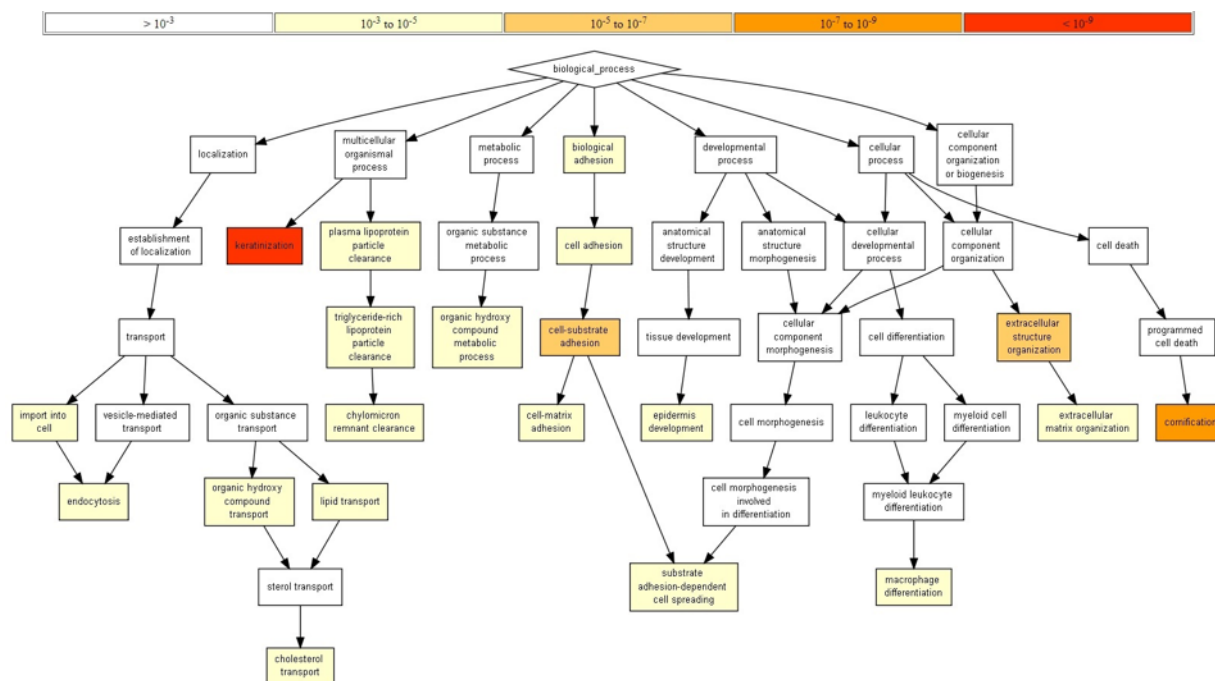 > 10-3 10-3 to 10-5 10-5 to 10-7 10-7 to 10-9 < 10-9
biological_process
localization
multicellular
organismal
process
metabolic
process
biological
adhesion
developmental
process
cellular
process
cellular
component
organization
or biogenesis
establishment
of localization
keratinization
plasma lipoprotein
particle
clearance
organic substance
metabolic
process
cell adhesion
anatomical
structure
development
anatomical
structure
morphogenesis
cellular
developmental
process
cellular
component
organization
cell death
transport
triglyceride-rich
lipoprotein
particle
clearance
organic hydroxy
compound
metabolic
process
cell-substrate
adhesion
tissue development
cellular
component
morphogenesis
cell differentiation
extracellular
structure
organization
programmed
cell death
import into
cell
vesicle-mediated
transport
organic substance
transport
chylomicron
remnant clearance
cell-matrix
adhesion
epidermis
development
cell morphogenesis
leukocyte
differentiation
myeloid cell
differentiation
extracellular
matrix organization
cornification
endocytosis
organic hydroxy
compound
transport
lipid transport
cell morphogenesis
involved
in differentiation
myeloid leukocyte
differentiation
sterol transport
substrate
adhesion-dependent
cell spreading
macrophage
differentiation
cholesterol
transport